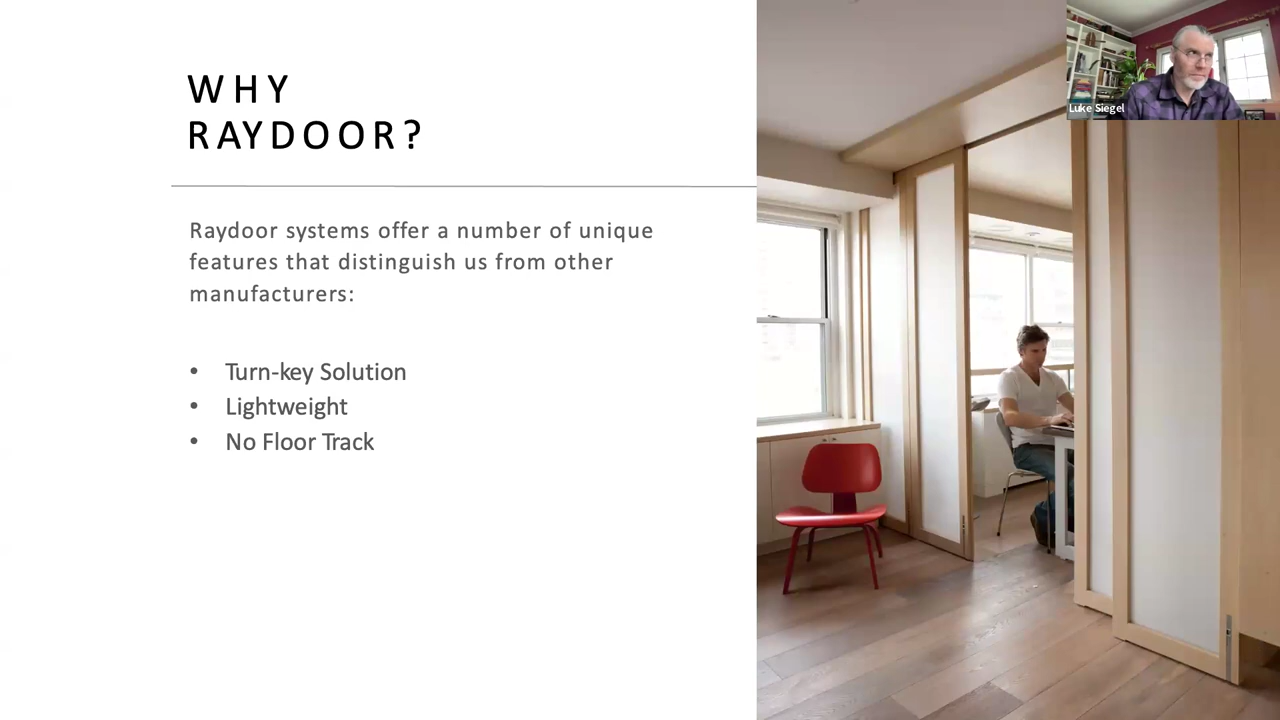 WHY
RAYDOOR?
Raydoor systems offer a number of unique
features that distinguish us from other
manufacturers:
• Turn-key Solution
• Lightweight
• No Floor Track
Luke Siegel